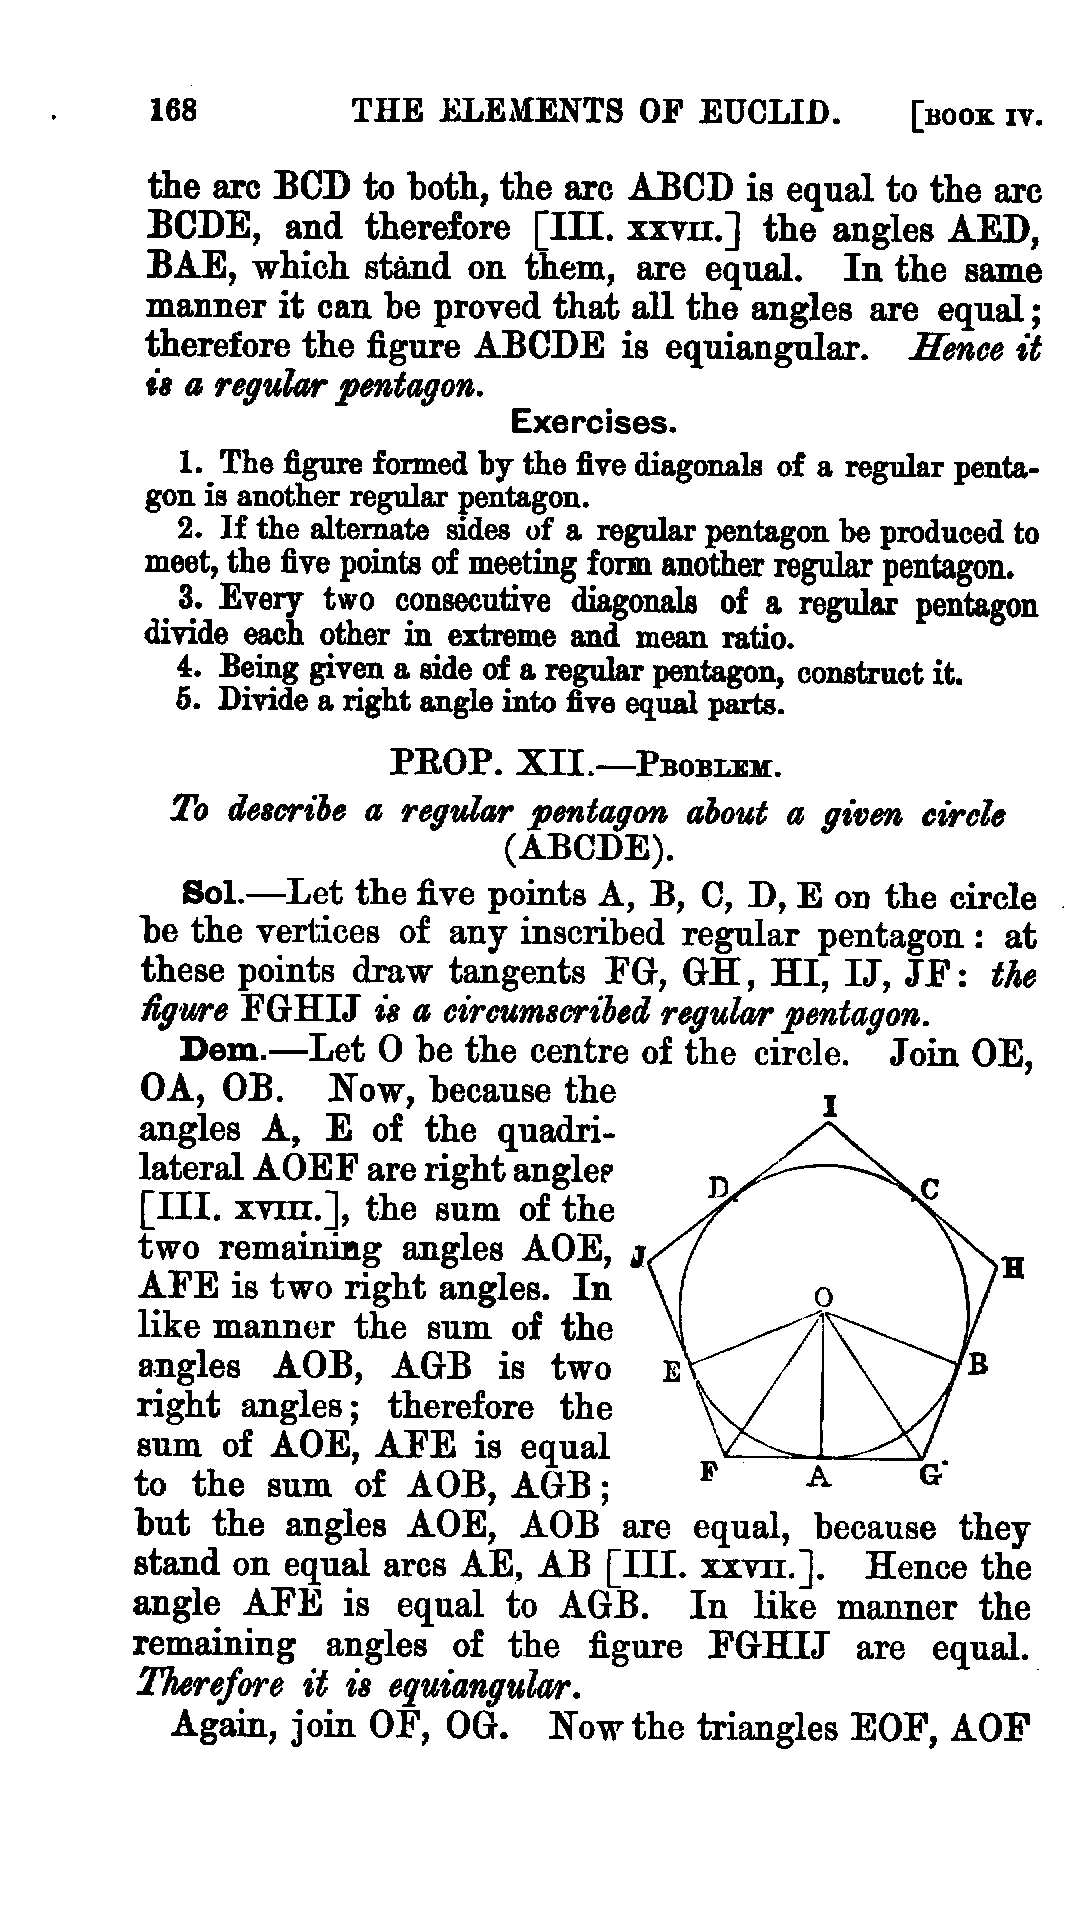 168 THE ELEMENTS OF EUCLID. [BOOK IV.
the arc BCD to both, the arc ABCD is equal to the arc
BCDE, and therefore [III. XXVII.] the angles AED,
BAE, which stand on them, are equal. In the same
manner it can be proved that all the angles are equal;
therefore the figure ABCDE is equiangular. Hence it
is a regular pentagon.
Exercises.
1. The figure formed by the five diagonals of a regular penta-
gon is another regular pentagon.
2. If the alternate sides of a regular pentagon be produced to
meet, the five points of meeting form another regular pentagon.
3. Every two consecutive diagonals of a regular pentagon
divide each other in extreme and mean ratio.
4. Being given a side of a regular pentagon, construct it.
5. Divide a right angle into five equal parts.
PROP. XII.—PROBLEM.
To describe a regular pentagon about a given circle
(ABCDE).
Sol.—Let the five points A, B, C, D, E on the circle
be the vertices of any inscribed regular pentagon: at
these points draw tangents FG, GH, HI, IJ, JF: the
figure FGHIJ is a circumscribed regular pentagon.
Dem.—Let O be the centre of the circle. Join OE,
OA, OB. Now, because the
angles A, E of the quadri-
lateral AOEF are right angles
[III. XVIII.], the sum of the
two remaining angles AOE,
AFE is two right angles. In
like manner the sum of the
angles AOB, AGB is two
right angles; therefore the
sum of AOE, AFE is equal
to the sum of AOB, AGB;
but the angles AOE, AOB are equal, because they
stand on equal arcs AE, AB [III. XXVII.]. Hence the
angle AFE is equal to AGB. In like manner the
remaining angles of the figure FGHIJ are equal.
Therefore it is equiangular.
Again, join OF, OG. Now the triangles EOF, AOF
I
D
C
J
H
O
E
B
F
A
G